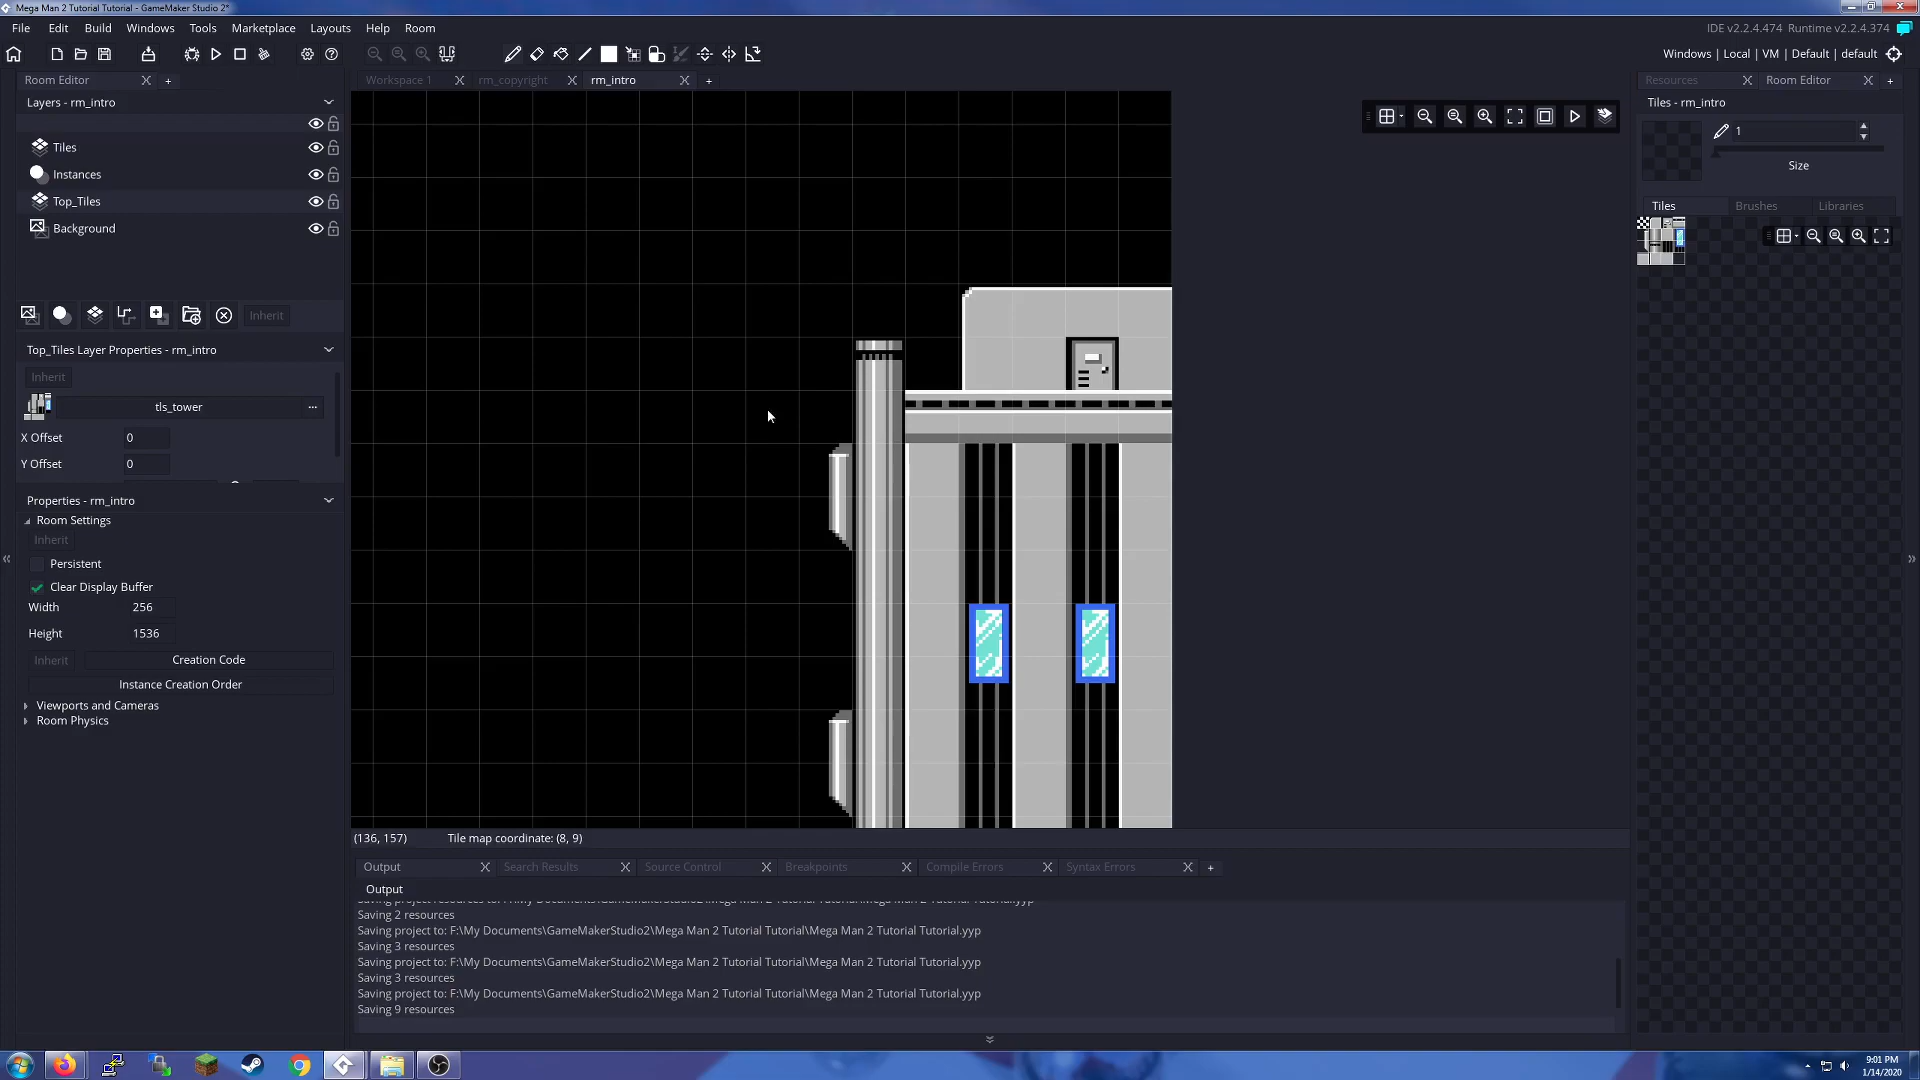 Mega Man 2 Tutorial Tutorial - GameMaker Studio 2*
File Edit Build Windows Tools Marketplace Layouts Help Room
IDE v2.2.4.474 Runtime v2.2.4.374
Windows | Local | VM | Default | default
Room Editor
Workspace 1
rm_copyright
rm_intro
Resources
Room Editor
Layers - rm_intro
Tiles
Instances
Top_Tiles
Background
Inherit
Top_Tiles Layer Properties - rm_intro
Inherit
tls_tower
...
X Offset 0
Y Offset 0
Properties - rm_intro
Room Settings
Inherit
Persistent
Clear Display Buffer
Width 256
Height 1536
Inherit Creation Code
Instance Creation Order
Viewports and Cameras
Room Physics
Tiles - rm_intro
1
Size
Tiles Brushes Libraries
(136, 157) Tile map coordinate: (8, 9)
Output Search Results Source Control Breakpoints Compile Errors Syntax Errors
Output
Saving 2 resources
Saving project to: F:\My Documents\GameMakerStudio2\Mega Man 2 Tutorial Tutorial\Mega Man 2 Tutorial Tutorial.yyp
Saving 3 resources
Saving project to: F:\My Documents\GameMakerStudio2\Mega Man 2 Tutorial Tutorial\Mega Man 2 Tutorial Tutorial.yyp
Saving 3 resources
Saving project to: F:\My Documents\GameMakerStudio2\Mega Man 2 Tutorial Tutorial\Mega Man 2 Tutorial Tutorial.yyp
Saving 9 resources
9:01 PM
1/14/2020